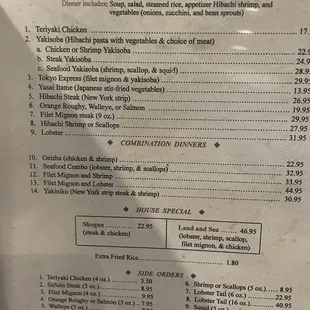 Dinner includes: Soup, salad, steamed rice, appetizer Hibachi shrimp, and
vegetables (onions, zucchini, and bean sprouts)
1. Teriyaki Chicken 17.
2. Yakisoba (Hibachi pasta with vegetables & choice of meat)
a. Chicken or Shrimp Yakisoba 22.9
b. Steak Yakisoba 24.9
c. Seafood Yakisoba (shrimp, scallop, & squid) 28.9
3. Tokyo Express (filet mignon & yakisoba) 29.9
4. Yasai Itame (Japanese stir-fried vegetables) 13.95
5. Hibachi Steak (New York strip) 26.95
6. Orange Roughy, Walleye, or Salmon 19.95
7. Filet Mignon steak (9 oz.) 29.95
8. Hibachi Shrimp or Scallops 27.95
9. Lobster 31.95
COMBINATION DINNERS
10. Geisha (chicken & shrimp) 22.95
11. Seafood Combo (lobster, shrimp, & scallops) 32.95
12. Filet Mignon and Shrimp 33.95
13. Filet Mignon and Lobster 44.95
14. Yakiniku (New York strip steak & shrimp) 30.95
HOUSE SPECIAL
Shogun 22.95
(steak & chicken)
Land and Sea 46.95
(lobster, shrimp, scallop,
filet mignon, & chicken)
Extra Fried Rice 1.80
SIDE ORDERS
1. Teriyaki Chicken (4 oz.) 3.50
2. Sirloin Steak (5 oz.) 8.95
3. Filet Mignon (4 oz.) 9.95
4. Orange Roughy or Salmon (5 oz.) 7.95
5. Walleye (5 oz.)
6. Shrimp or Scallops (5 oz.) 8.95
7. Lobster Tail (6 oz.) 22.95
8. Lobster Tail (16 oz.) 40.95
9. Squid (5 oz.)